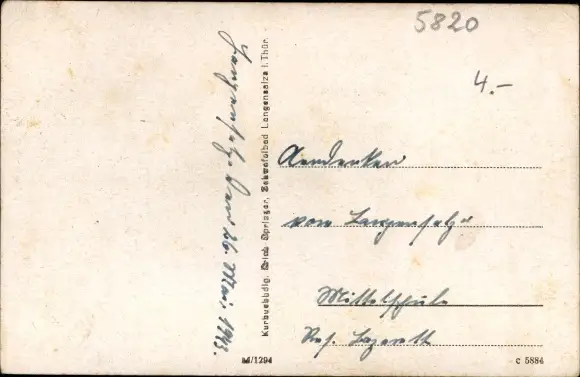 5820
4.-
Langensalza den 26. Mai. 1943.
Kurbuchhdlg. Erich Springer, Schwefelbad Langensalza i. Thür.
Andenken
von Langensalza
Mittelschule
Res. Lazarett
M/1294
c 5884